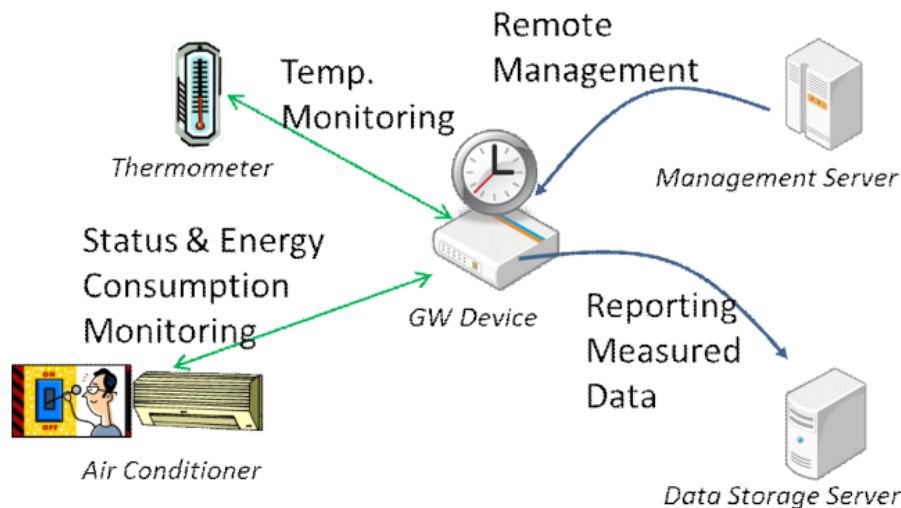 Remote
Management
Temp.
Monitoring
Thermometer
Management Server
Status & Energy
Consumption
Monitoring
GW Device
Reporting
Measured
Data
ON
OFF
Air Conditioner
Data Storage Server